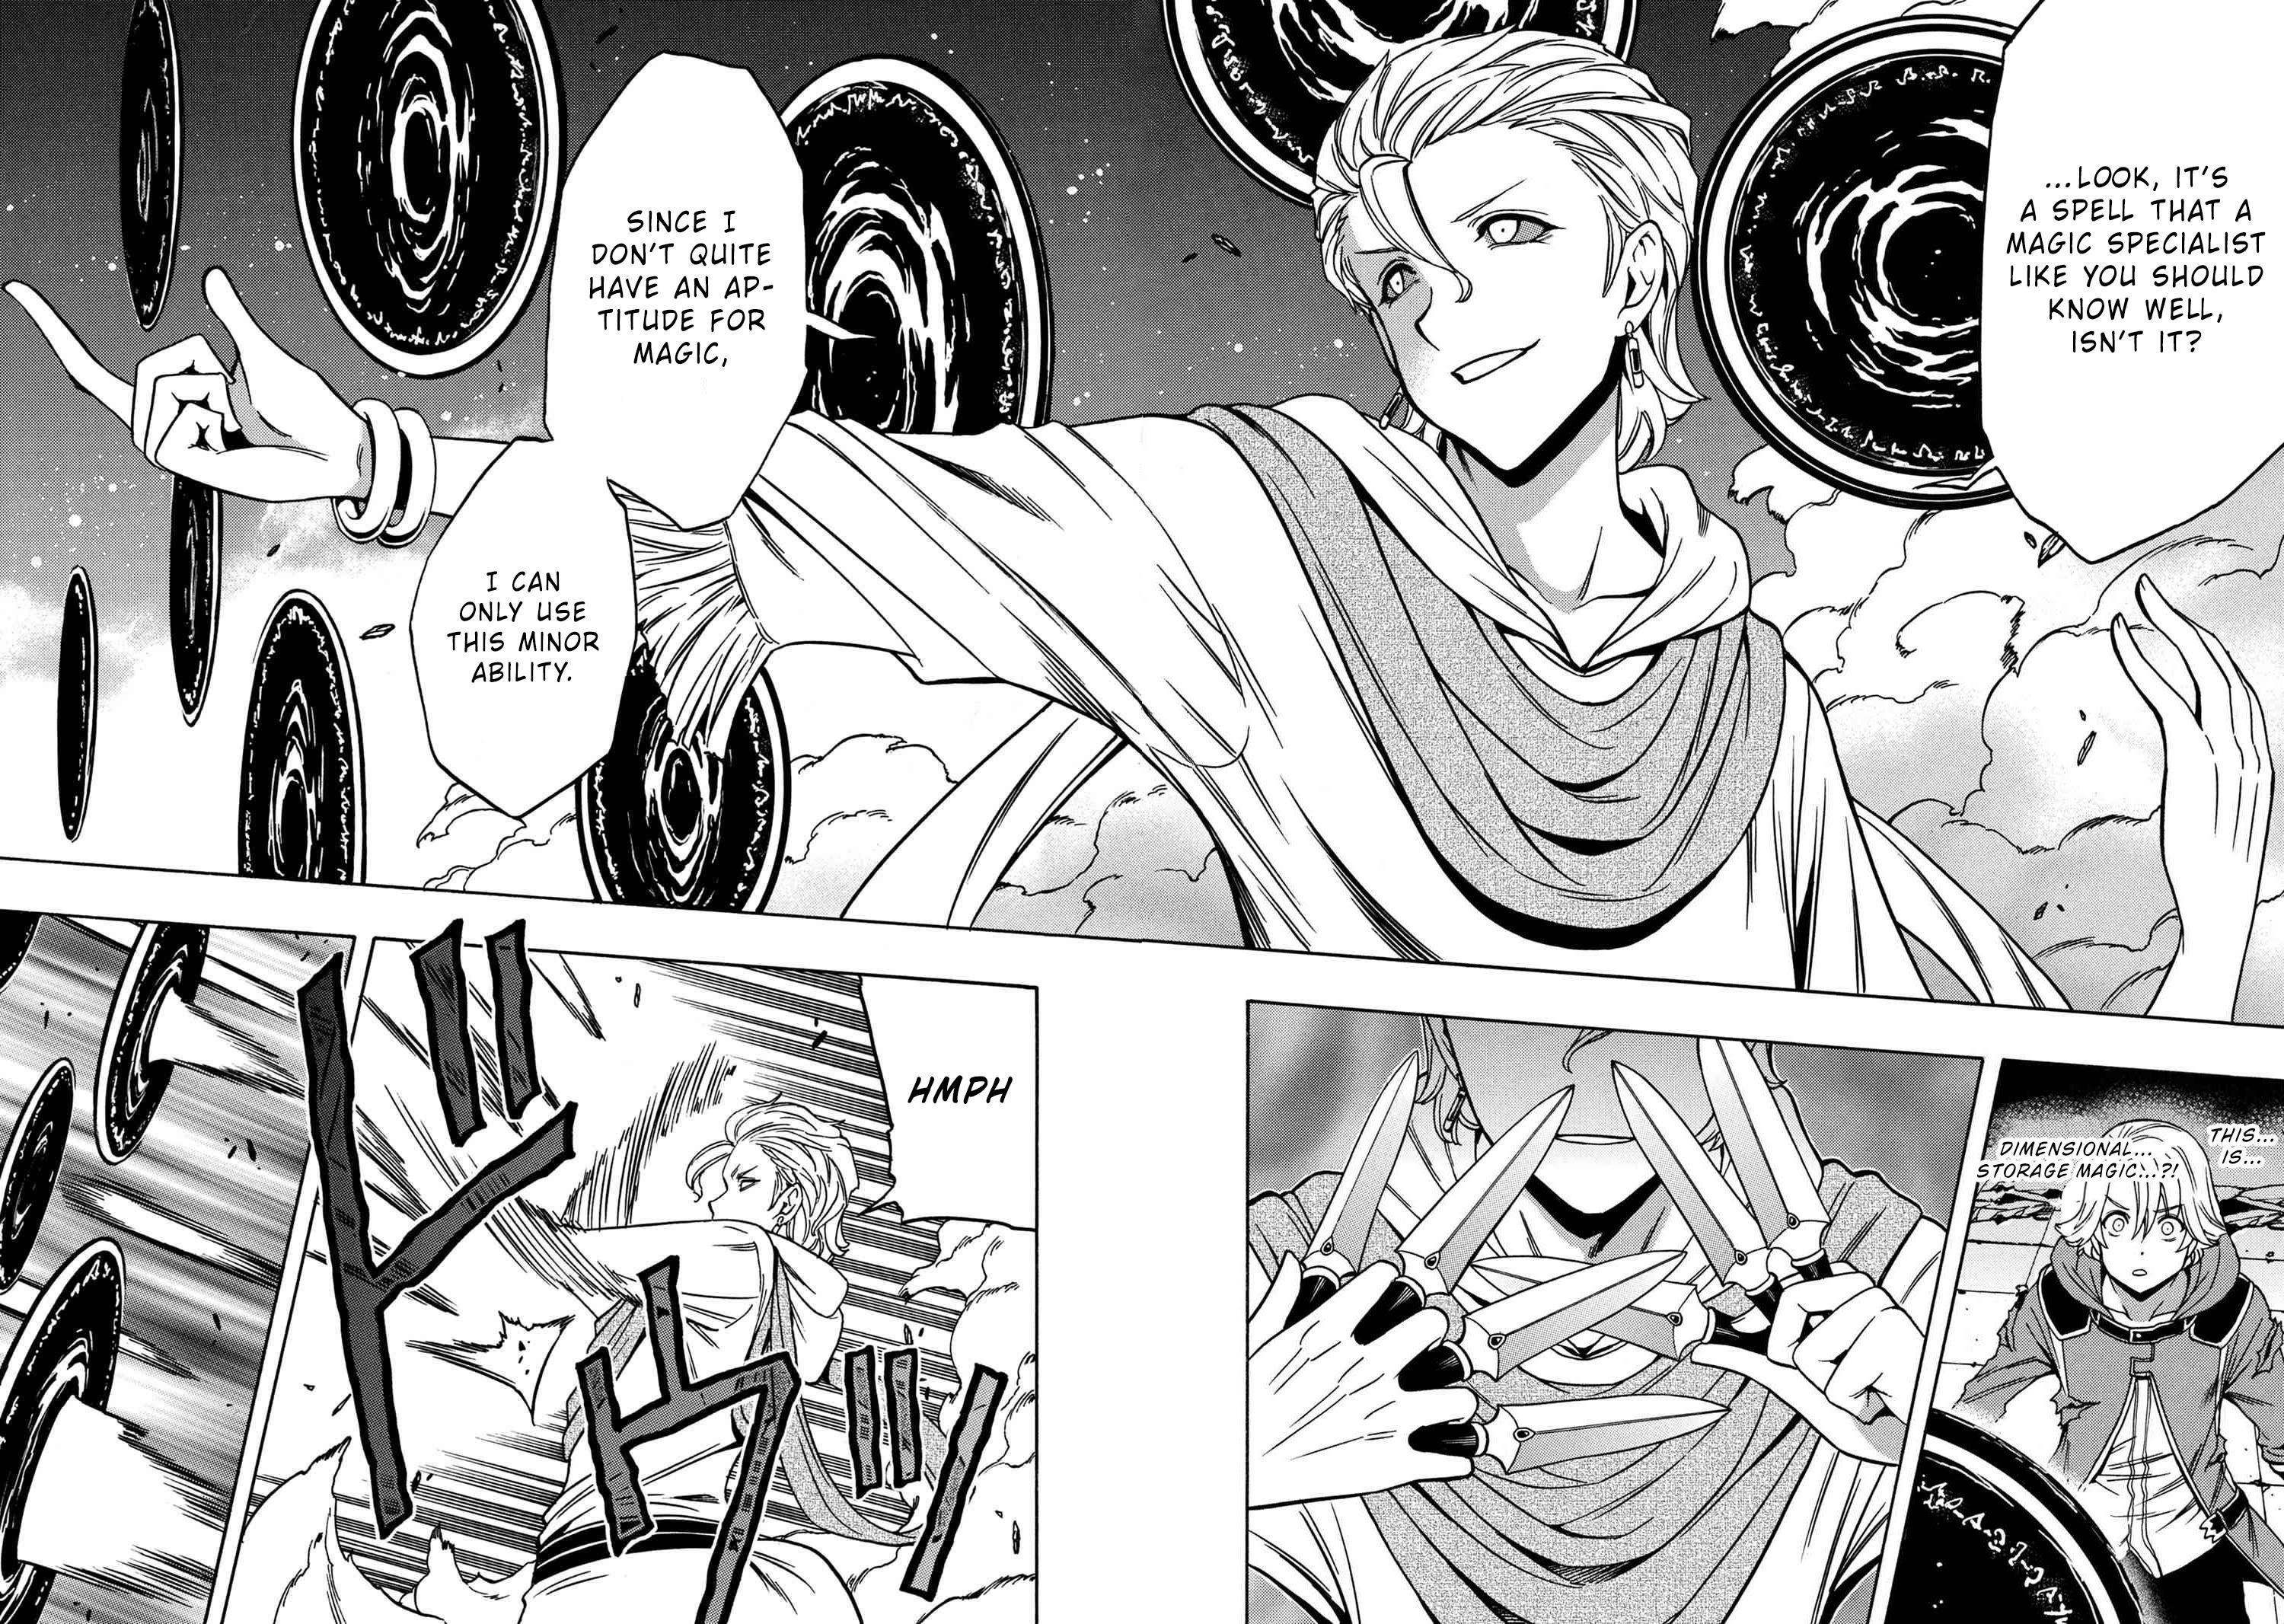 ...LOOK, IT'S
A SPELL THAT A
MAGIC SPECIALIST
LIKE YOU SHOULD
KNOW WELL,
ISN'T IT?
SINCE I
DON'T QUITE
HAVE AN AP-
TITUDE FOR
MAGIC,
I CAN
ONLY USE
THIS MINOR
ABILITY.
THIS...
IS...
DIMENSIONAL...
STORAGE MAGIC...?!
HMPH
ドドドヴヴッ